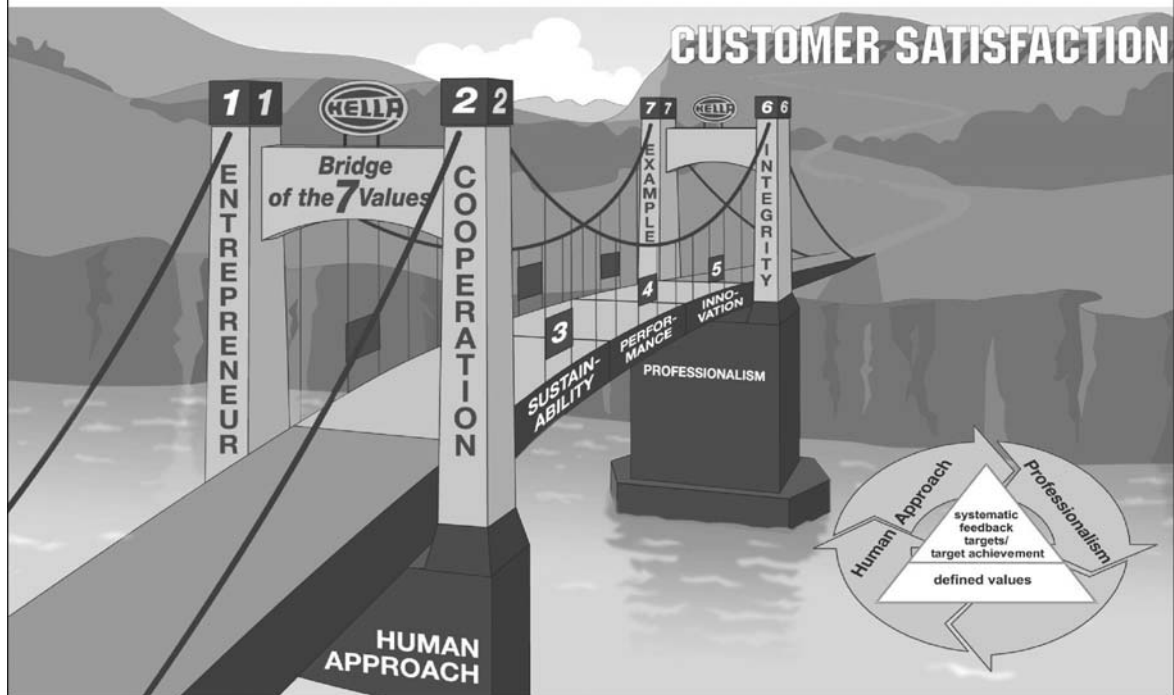 CUSTOMER SATISFACTION
1 1
HELLA
2 2
7 7
HELLA
6 6
Bridge
of the 7 Values
ENTREPRENEUR
COOPERATION
EXAMPLE
INTEGRITY
3
4
5
SUSTAIN-
ABILITY
PERFOR-
MANCE
INNO-
VATION
PROFESSIONALISM
HUMAN
APPROACH
Human Approach
Professionalism
systematic
feedback
targets/
target achievement
defined values